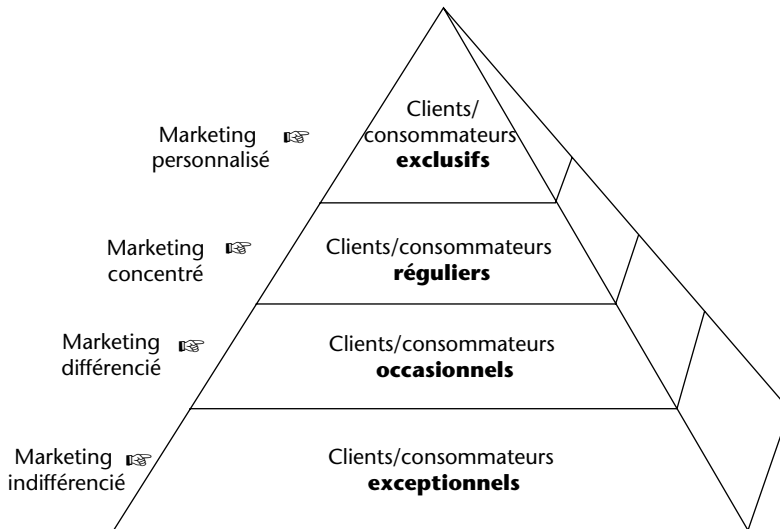 Clients/
Marketing ☞ consommateurs
personnalisé exclusifs
Marketing ☞ Clients/consommateurs
concentré réguliers
Marketing ☞ Clients/consommateurs
différencié occasionnels
Marketing ☞ Clients/consommateurs
indifférencié exceptionnels